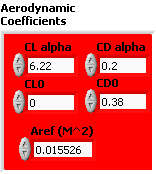 Aerodynamic
Coefficients
CL alpha CD alpha
6.22 0.2
CL0 CD0
0 0.38
Aref (M^2)
0.015526